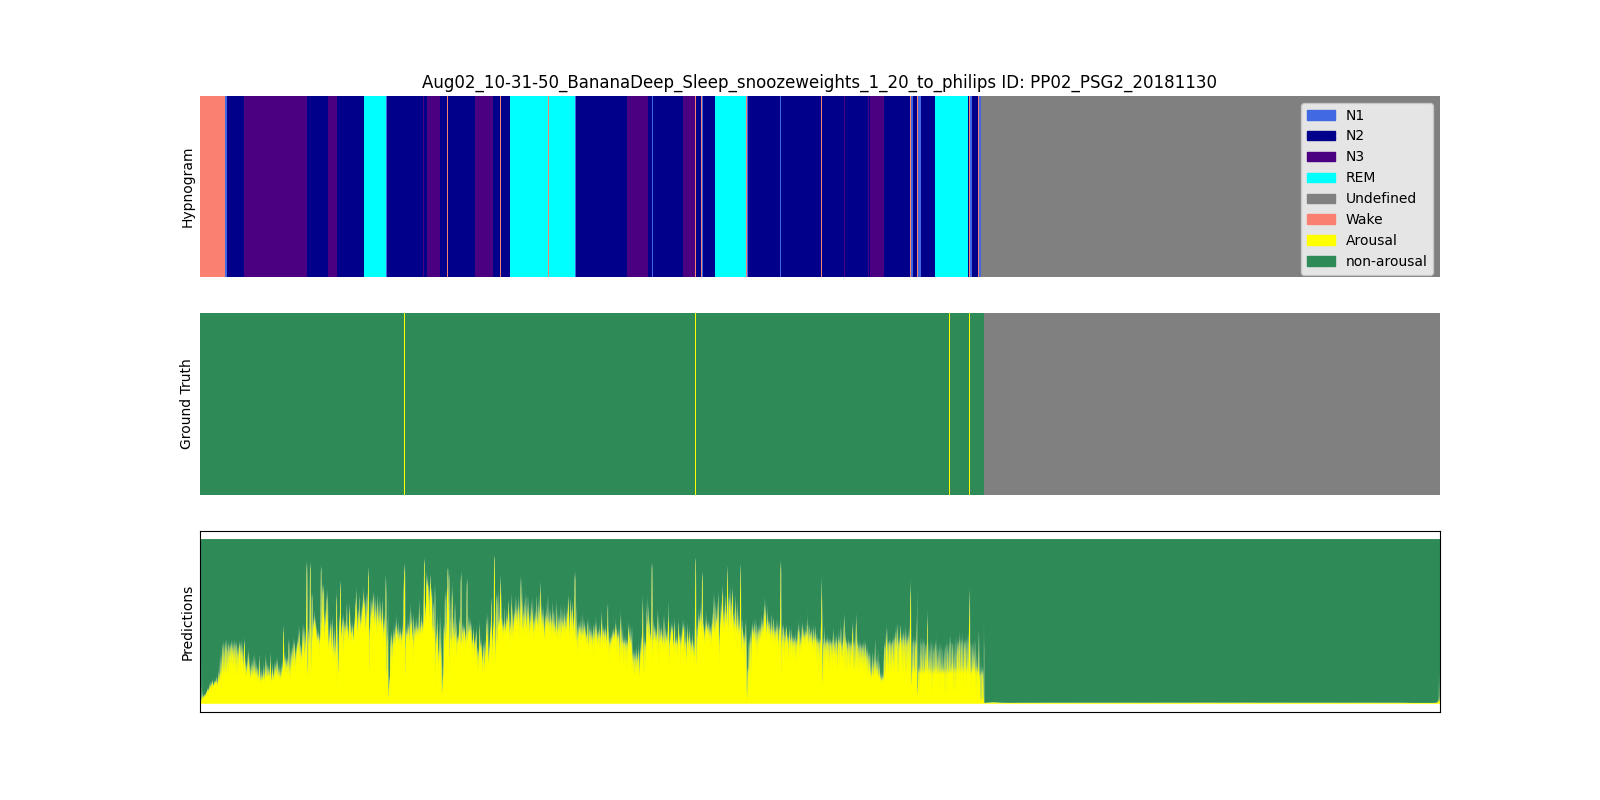 Aug02_10-31-50_BananaDeep_Sleep_snoozeweights_1_20_to_philips ID: PP02_PSG2_20181130
Hypnogram
N1
N2
N3
REM
Undefined
Wake
Arousal
non-arousal
Ground Truth
Predictions